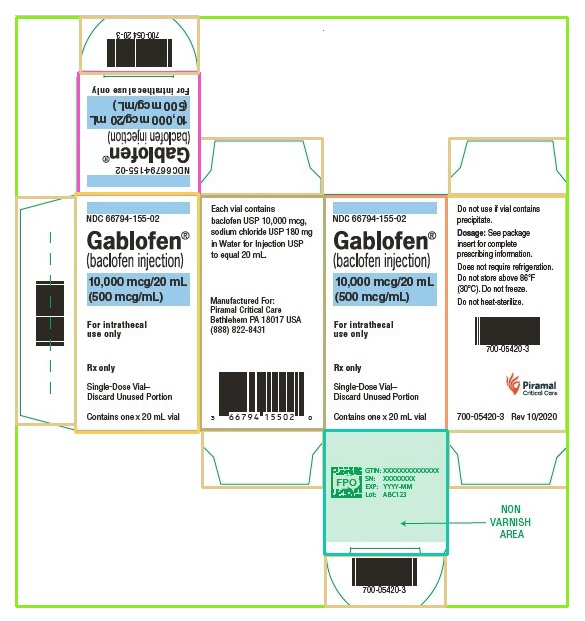 700-05420-3
For intrathecal use only
10,000 mcg/20 mL
(500 mcg/mL)
Gablofen®
(baclofen injection)
NDC 66794-155-02
NDC 66794-155-02
Gablofen®
(baclofen injection)
10,000 mcg/20 mL
(500 mcg/mL)
For intrathecal
use only
Rx only
Single-Dose Vial–
Discard Unused Portion
Contains one x 20 mL vial
Each vial contains
baclofen USP 10,000 mcg,
sodium chloride USP 180 mg
in Water for Injection USP
to equal 20 mL.
Manufactured For:
Piramal Critical Care
Bethlehem PA 18017 USA
(888) 822-8431
3 66794 15502 0
NDC 66794-155-02
Gablofen®
(baclofen injection)
10,000 mcg/20 mL
(500 mcg/mL)
For intrathecal
use only
Rx only
Single-Dose Vial–
Discard Unused Portion
Contains one x 20 mL vial
Do not use if vial contains
precipitate.
Dosage: See package
insert for complete
prescribing information.
Does not require refrigeration.
Do not store above 86°F
(30°C). Do not freeze.
Do not heat-sterilize.
700-05420-3
Piramal
Critical Care
700-05420-3 Rev 10/2020
FPO
GTIN: XXXXXXXXXXXXXX
SN: XXXXXXXX
EXP: YYYY-MM
Lot: ABC123
NON
VARNISH
AREA
700-05420-3